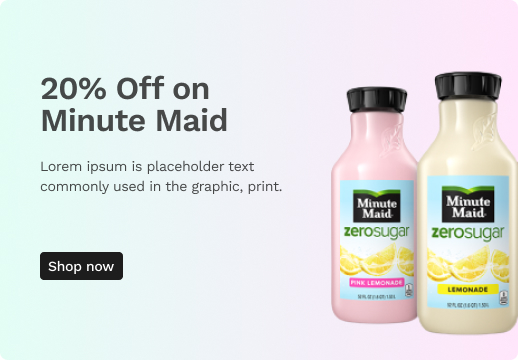 20% Off on
Minute Maid
Lorem ipsum is placeholder text
commonly used in the graphic, print.
Shop now
Minute
Maid
zerosugar
PINK LEMONADE
Minute
Maid
zerosugar
LEMONADE